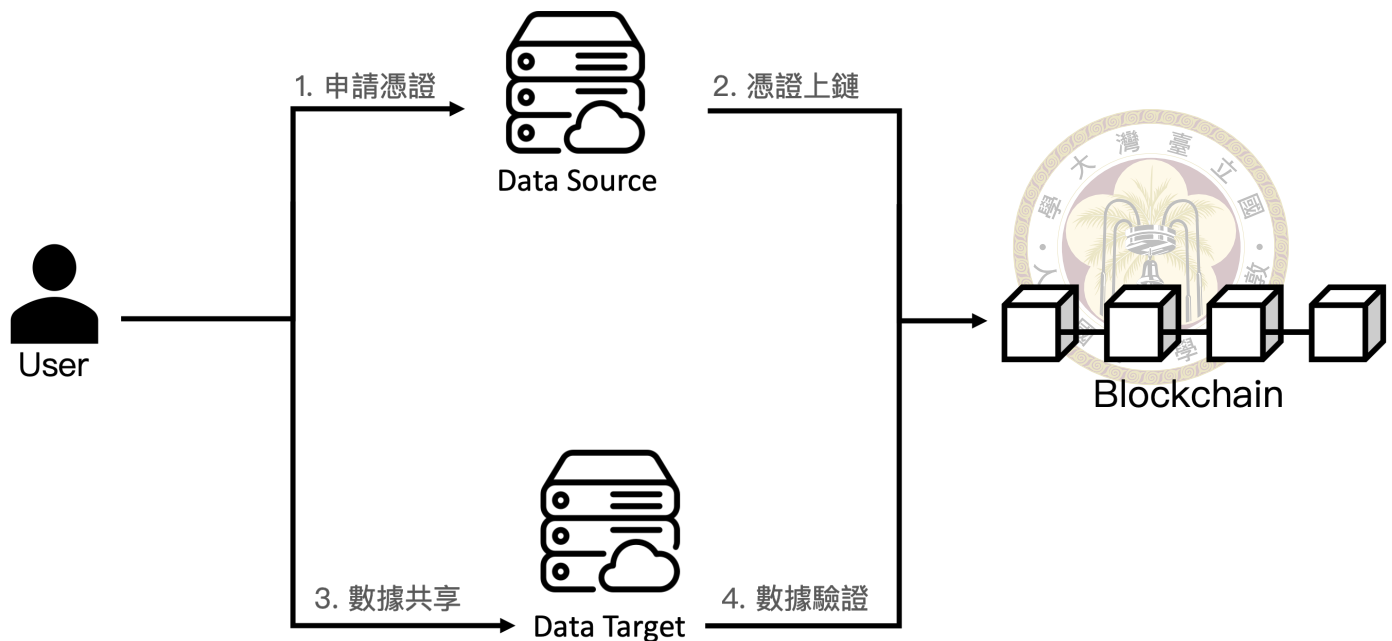 1. 申請憑證
2. 憑證上鏈
Data Source
User
Blockchain
3. 數據共享
4. 數據驗證
Data Target